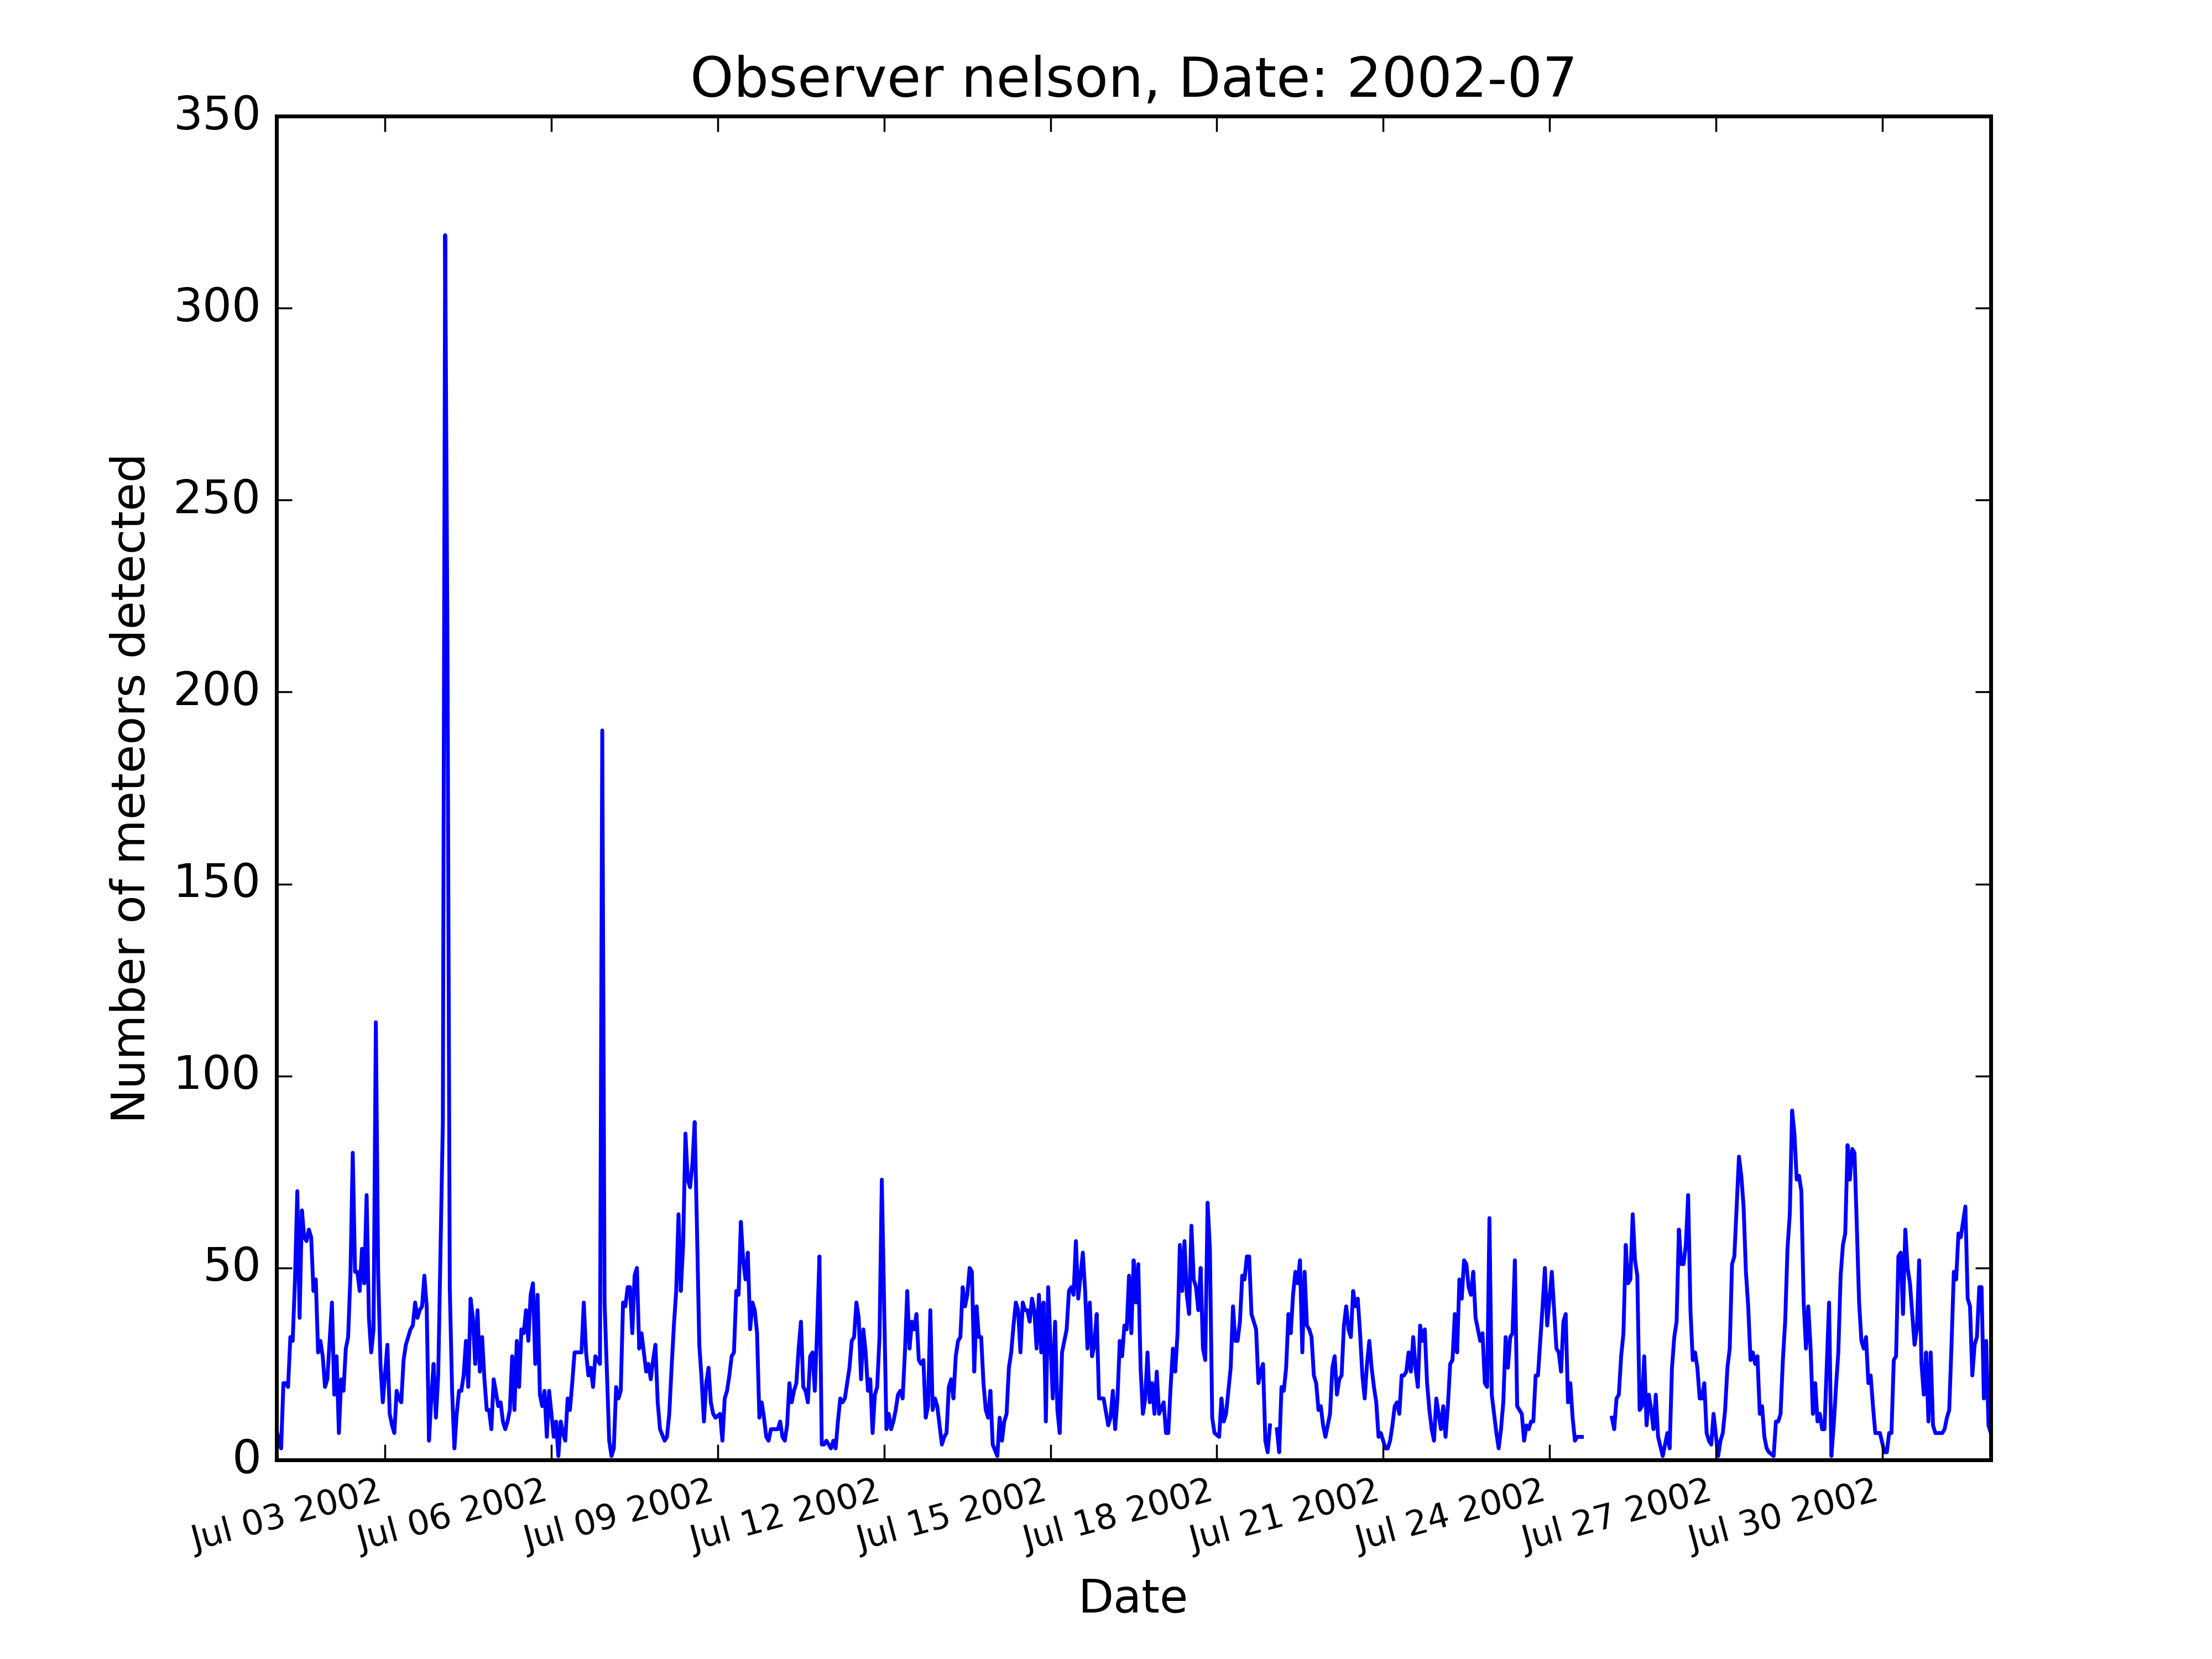 Observer nelson, Date: 2002-07
350
300
250
200
150
100
50
0
Number of meteors detected
Jul 03 2002
Jul 06 2002
Jul 09 2002
Jul 12 2002
Jul 15 2002
Jul 18 2002
Jul 21 2002
Jul 24 2002
Jul 27 2002
Jul 30 2002
Date